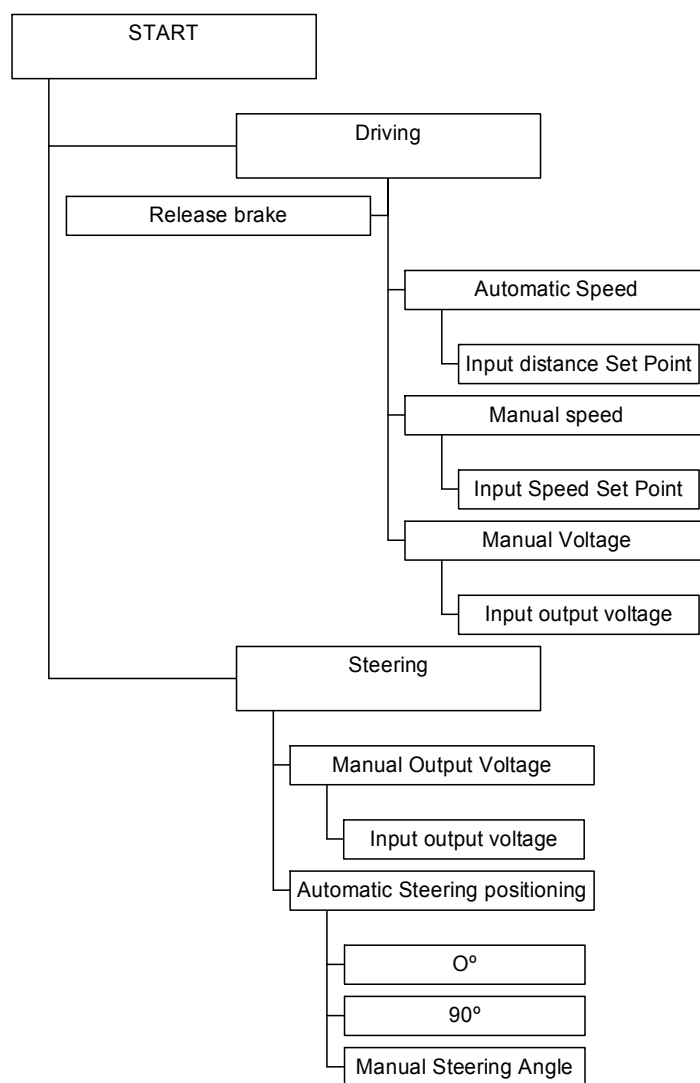 START
Driving
Release brake
Automatic Speed
Input distance Set Point
Manual speed
Input Speed Set Point
Manual Voltage
Input output voltage
Steering
Manual Output Voltage
Input output voltage
Automatic Steering positioning
Oº
90º
Manual Steering Angle